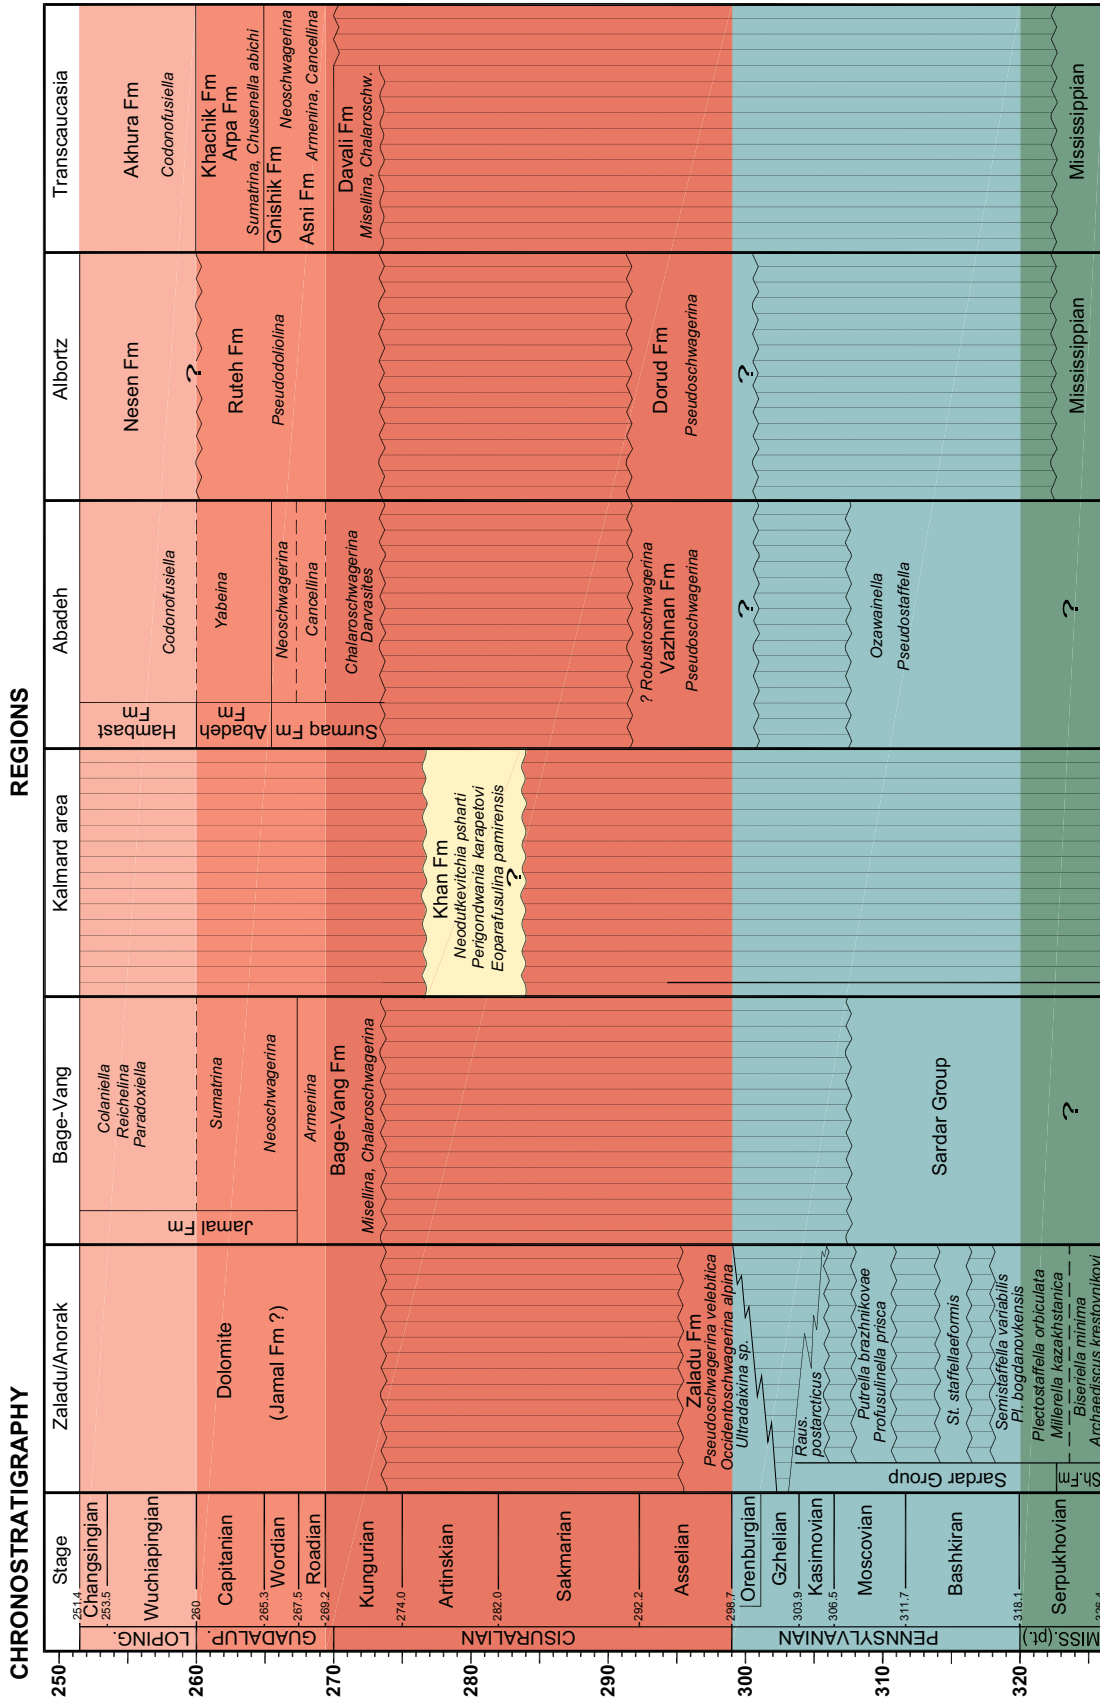 CHRONOSTRATIGRAPHY
REGIONS
Stage
Zaladu/Anorak
Bage-Vang
Kalmard area
Abadeh
Albortz
Transcaucasia
250
260
270
280
290
300
310
320
LOPING.
GUADALUP.
CISURALIAN
PENNSYLVANIAN
MISS.(pt.)
251.4
Changsingian
253.5
Wuchiapingian
260
Capitanian
265.3
Wordian
267.5
Roadian
269.2
Kungurian
274.0
Artinskian
282.0
Sakmarian
292.2
Asselian
298.7
Orenburgian
Gzhelian
303.9
Kasimovian
306.5
Moscovian
311.7
Bashkiran
318.1
Serpukhovian
326.4
Dolomite
(Jamal Fm ?)
Zaladu Fm
Pseudoschwagerina velebitica
Occidentoschwagerina alpina
Ultradaixina sp.
Raus.
postarcticus
Putrella brazhnikovae
Profusulinella prisca
St. staffellaeformis
Semistaffella variabilis
Pl. bogdanovkensis
Plectostaffella orbiculata
Millerella kazakhstanica
Biseriella minima
Archaediscus krestovnikovi
Sardar Group
Sh.Fm
Colaniella
Reichelina
Paradoxiella
Jamal Fm
Sumatrina
Neoschwagerina
Armenina
Bage-Vang Fm
Misellina, Chalaroschwagerina
Sardar Group
?
Khan Fm
Neodutkevitchia psharti
Perigondwania karapetovi
Eoparafusulina pamirensis
?
Hambast
Fm
Abadeh
Fm
Surmaq Fm
Codonofusiella
Yabeina
Neoschwagerina
Cancellina
Chalaroschwagerina
Darvasites
? Robustoschwagerina
Vazhnan Fm
Pseudoschwagerina
?
Ozawainella
Pseudostaffella
?
Nesen Fm
?
Ruteh Fm
Pseudodoliolina
Dorud Fm
Pseudoschwagerina
?
Mississippian
Akhura Fm
Codonofusiella
Khachik Fm
Arpa Fm
Sumatrina, Chusenella abichi
Gnishik Fm
Neoschwagerina
Asni Fm
Armenina, Cancellina
Davali Fm
Misellina, Chalaroschw.
Mississippian